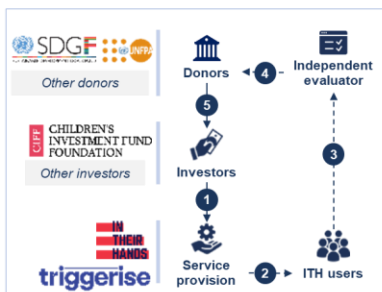 SDGF
UNFPA
Other donors
Donors
4
Independent
evaluator
5
CIFF
CHILDREN'S
INVESTMENT FUND
FOUNDATION
Other investors
Investors
3
1
IN
THEIR
HANDS
triggerise
Service
provision
2
ITH users